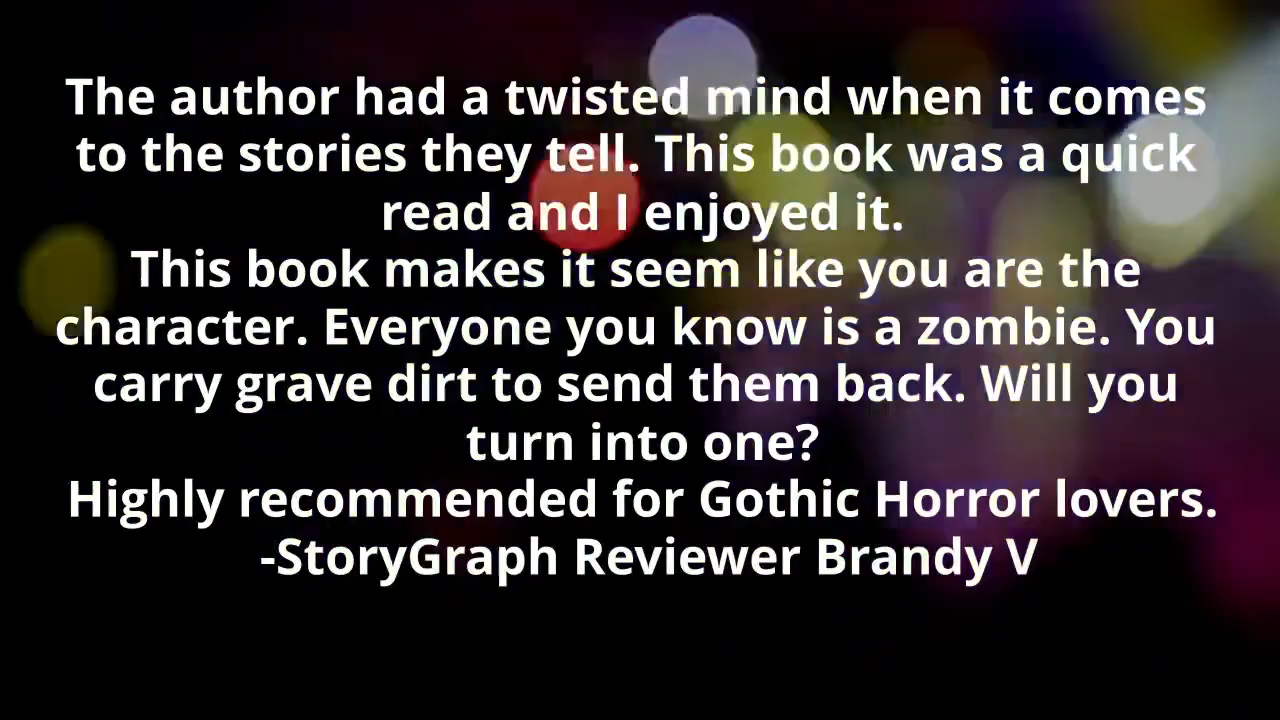 The author had a twisted mind when it comes
to the stories they tell. This book was a quick
read and I enjoyed it.
This book makes it seem like you are the
character. Everyone you know is a zombie. You
carry grave dirt to send them back. Will you
turn into one?
Highly recommended for Gothic Horror lovers.
-StoryGraph Reviewer Brandy V